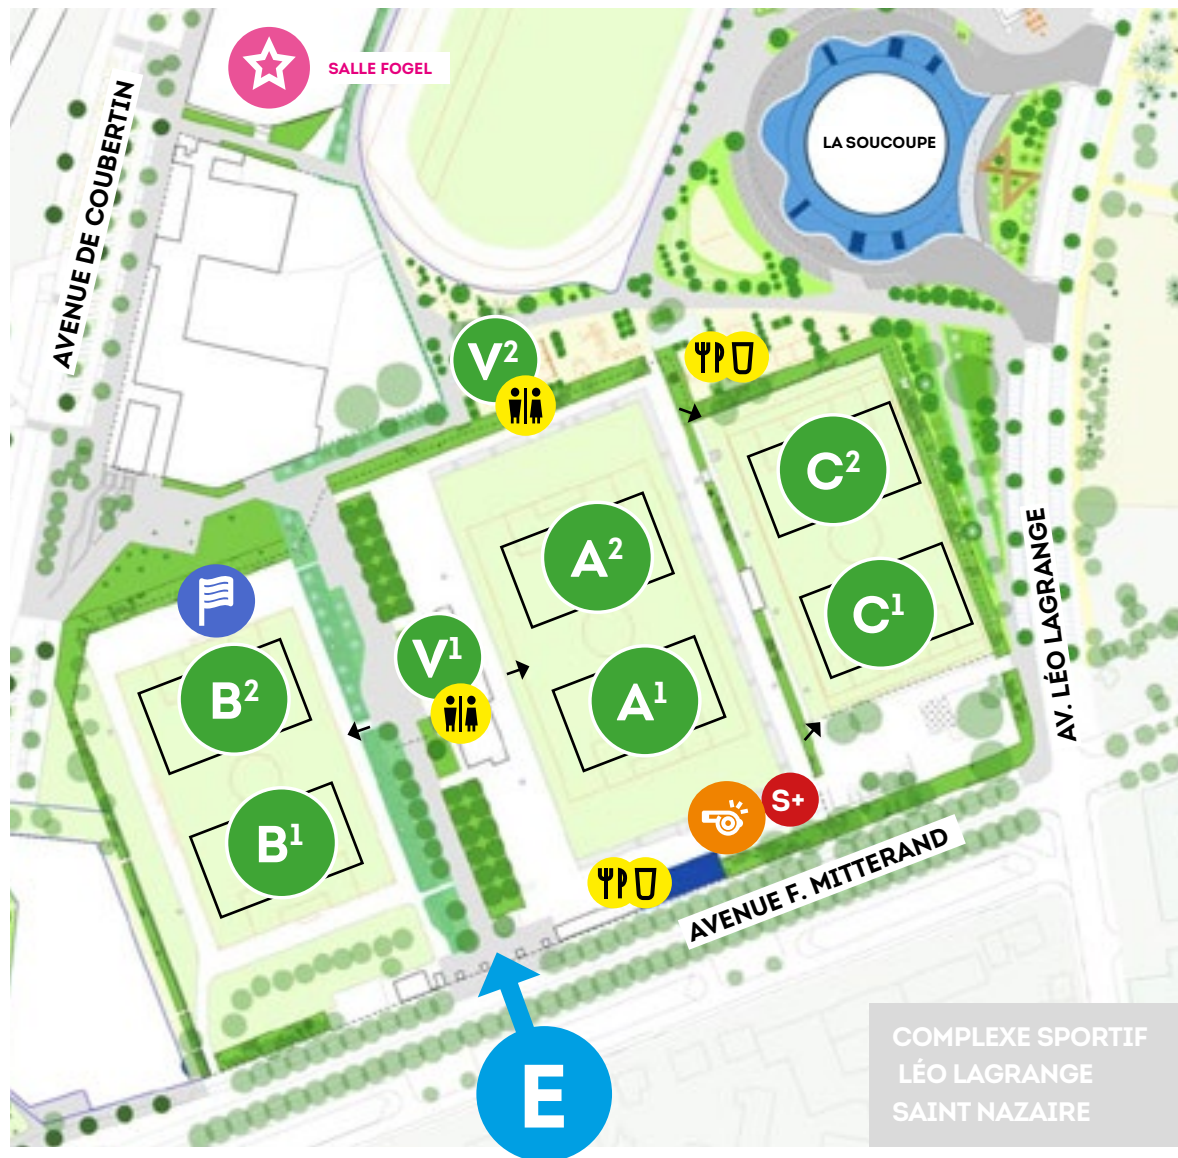 SALLE FOGEL
LA SOUCOUPE
AVENUE DE COUBERTIN
V²
C²
A²
AV. LÉO LAGRANGE
C¹
V¹
B²
A¹
S+
B¹
AVENUE F. MITTERAND
E
COMPLEXE SPORTIF
LÉO LAGRANGE
SAINT NAZAIRE